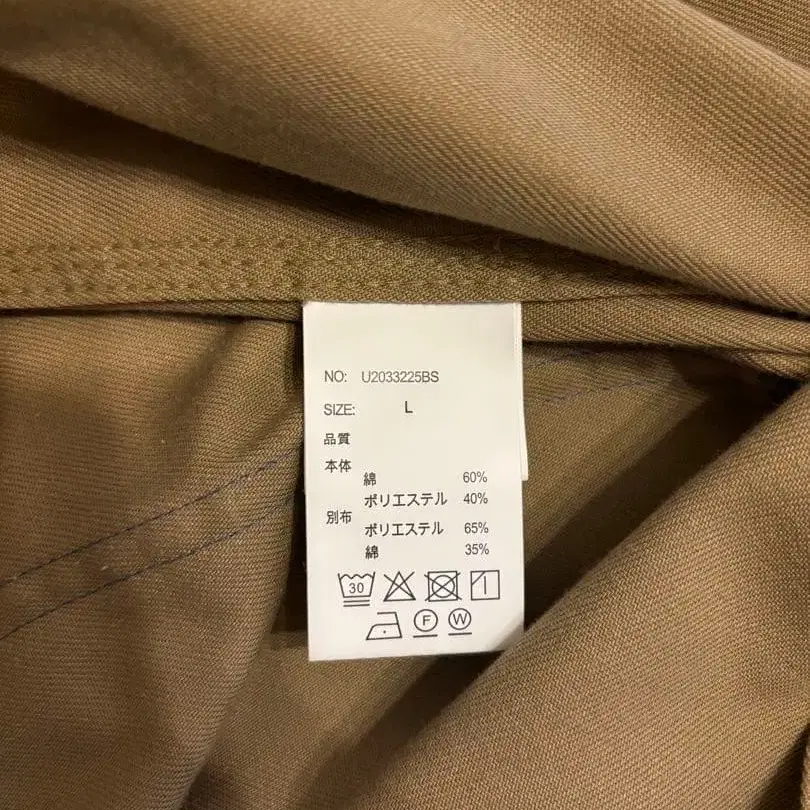 NO: U2033225BS
SIZE: L
品質
本体
綿 60%
ポリエステル 40%
別布
ポリエステル 65%
綿 35%
30
F W